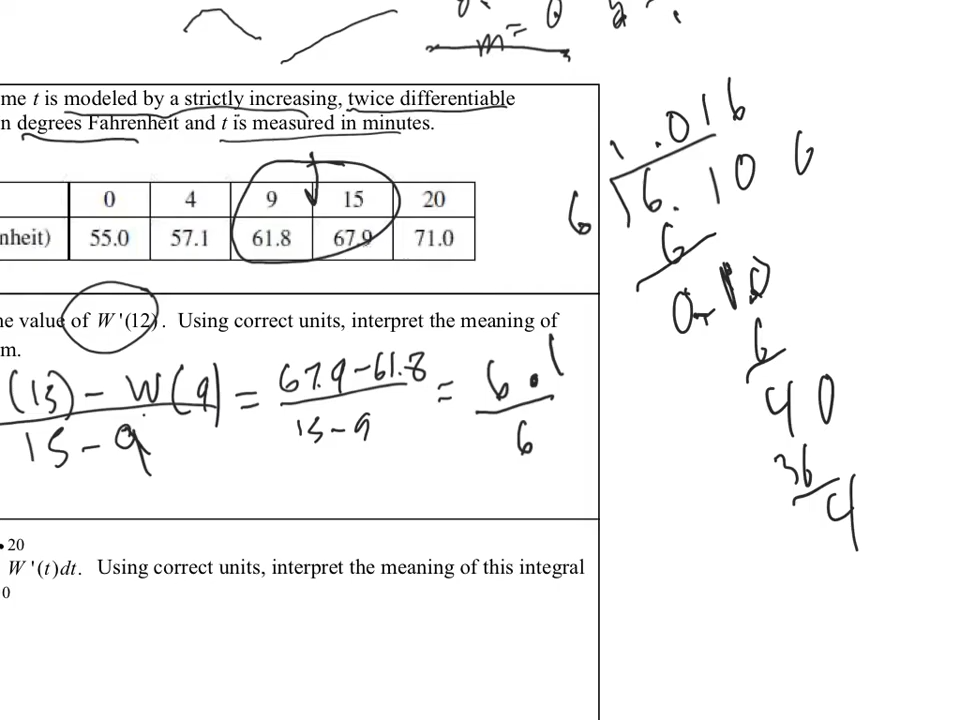 m = 0
me t is modeled by a strictly increasing, twice differentiable
n degrees Fahrenheit and t is measured in minutes.
0 4 9 15 20
nheit) 55.0 57.1 61.8 67.9 71.0
ne value of W '(12). Using correct units, interpret the meaning of
m.
(15) - W(9) = 67.9 - 61.8 = 6.1
15 - 9 15 - 9 6
20
W '(t)dt. Using correct units, interpret the meaning of this integral
0
1.016
6 6.10 6
6
0.10
6
40
36
4